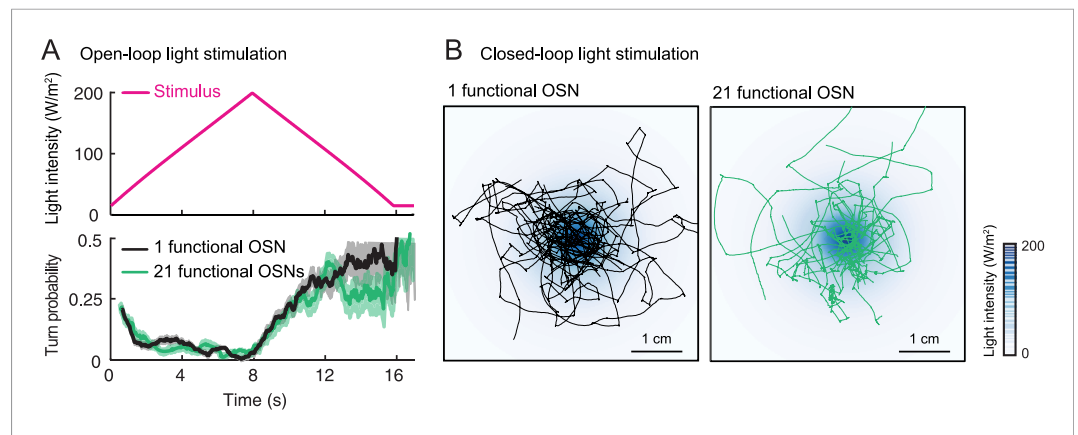 A Open-loop light stimulation
Light intensity (W/m²)
200
100
0
Stimulus
Turn probability
0.5
0.25
0
1 functional OSN
21 functional OSNs
0 4 8 12 16
Time (s)
B Closed-loop light stimulation
1 functional OSN
1 cm
21 functional OSN
1 cm
Light intensity (W/m²)
200
0